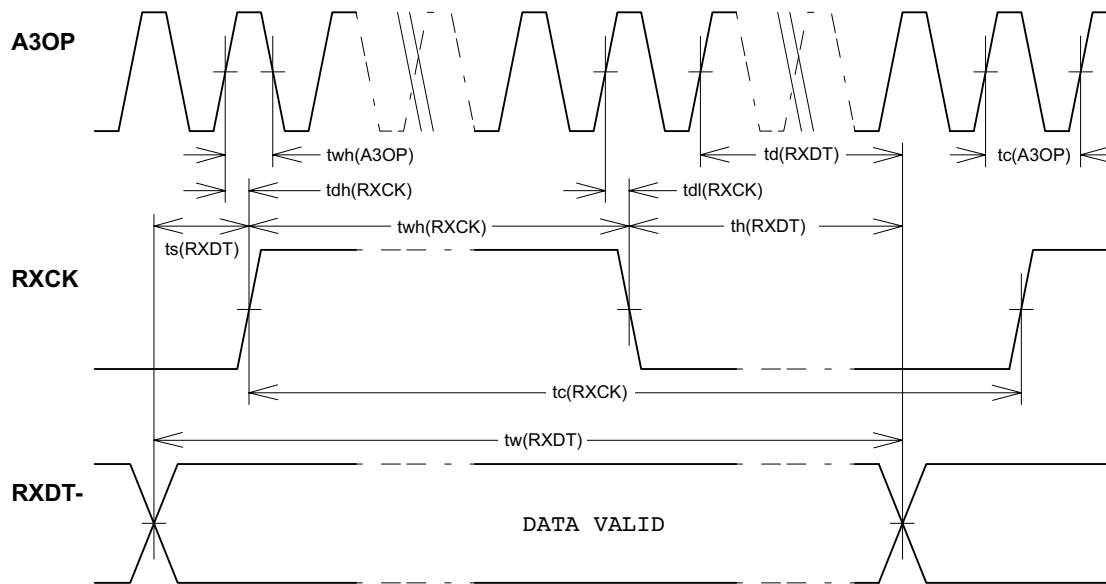 A3OP
twh(A3OP)
td(RXDT)
tc(A3OP)
tdh(RXCK)
tdl(RXCK)
twh(RXCK)
th(RXDT)
ts(RXDT)
RXCK
tc(RXCK)
tw(RXDT)
RXDT-
DATA VALID